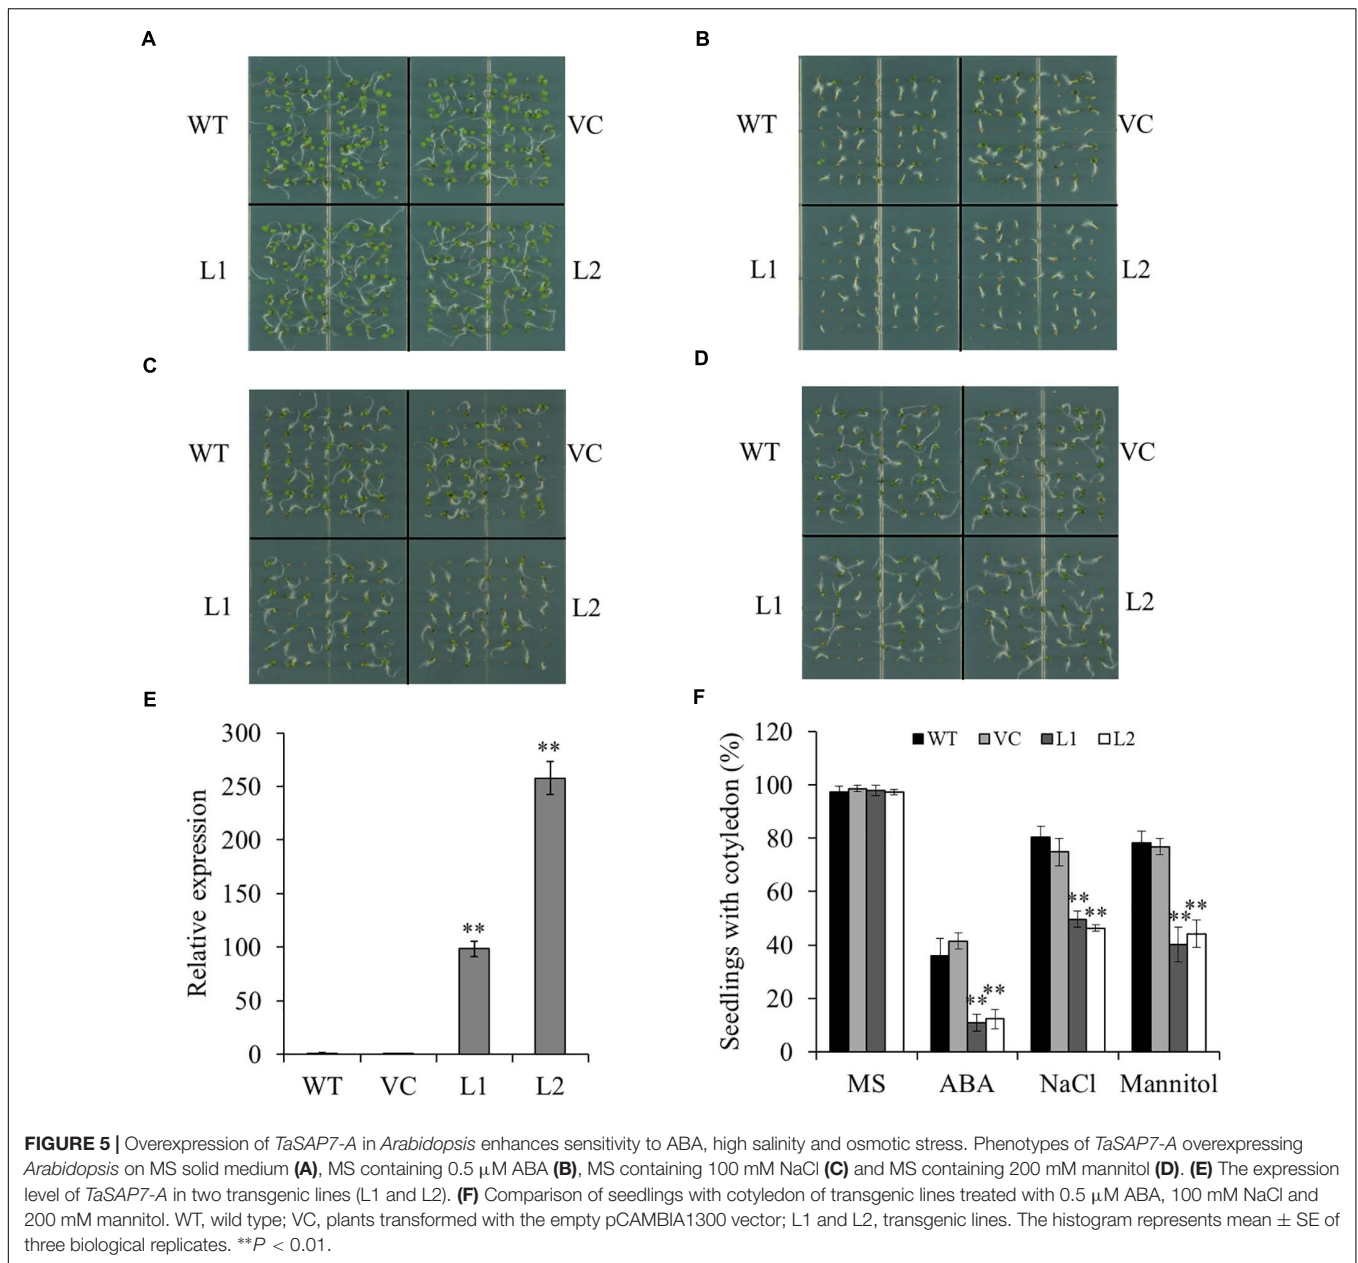 A
B
WT
VC
WT
VC
L1
L2
L1
L2
C
D
WT
VC
WT
VC
L1
L2
L1
L2
E
F
Relative expression
300
250
200
150
100
50
0
**
**
WT VC L1 L2
Seedlings with cotyledon (%)
120
100
80
60
40
20
0
WT VC L1 L2
**
**
**
**
**
**
MS ABA NaCl Mannitol
FIGURE 5 | Overexpression of TaSAP7-A in Arabidopsis enhances sensitivity to ABA, high salinity and osmotic stress. Phenotypes of TaSAP7-A overexpressing
Arabidopsis on MS solid medium (A), MS containing 0.5 μM ABA (B), MS containing 100 mM NaCl (C) and MS containing 200 mM mannitol (D). (E) The expression
level of TaSAP7-A in two transgenic lines (L1 and L2). (F) Comparison of seedlings with cotyledon of transgenic lines treated with 0.5 μM ABA, 100 mM NaCl and
200 mM mannitol. WT, wild type; VC, plants transformed with the empty pCAMBIA1300 vector; L1 and L2, transgenic lines. The histogram represents mean ± SE of
three biological replicates. **P < 0.01.